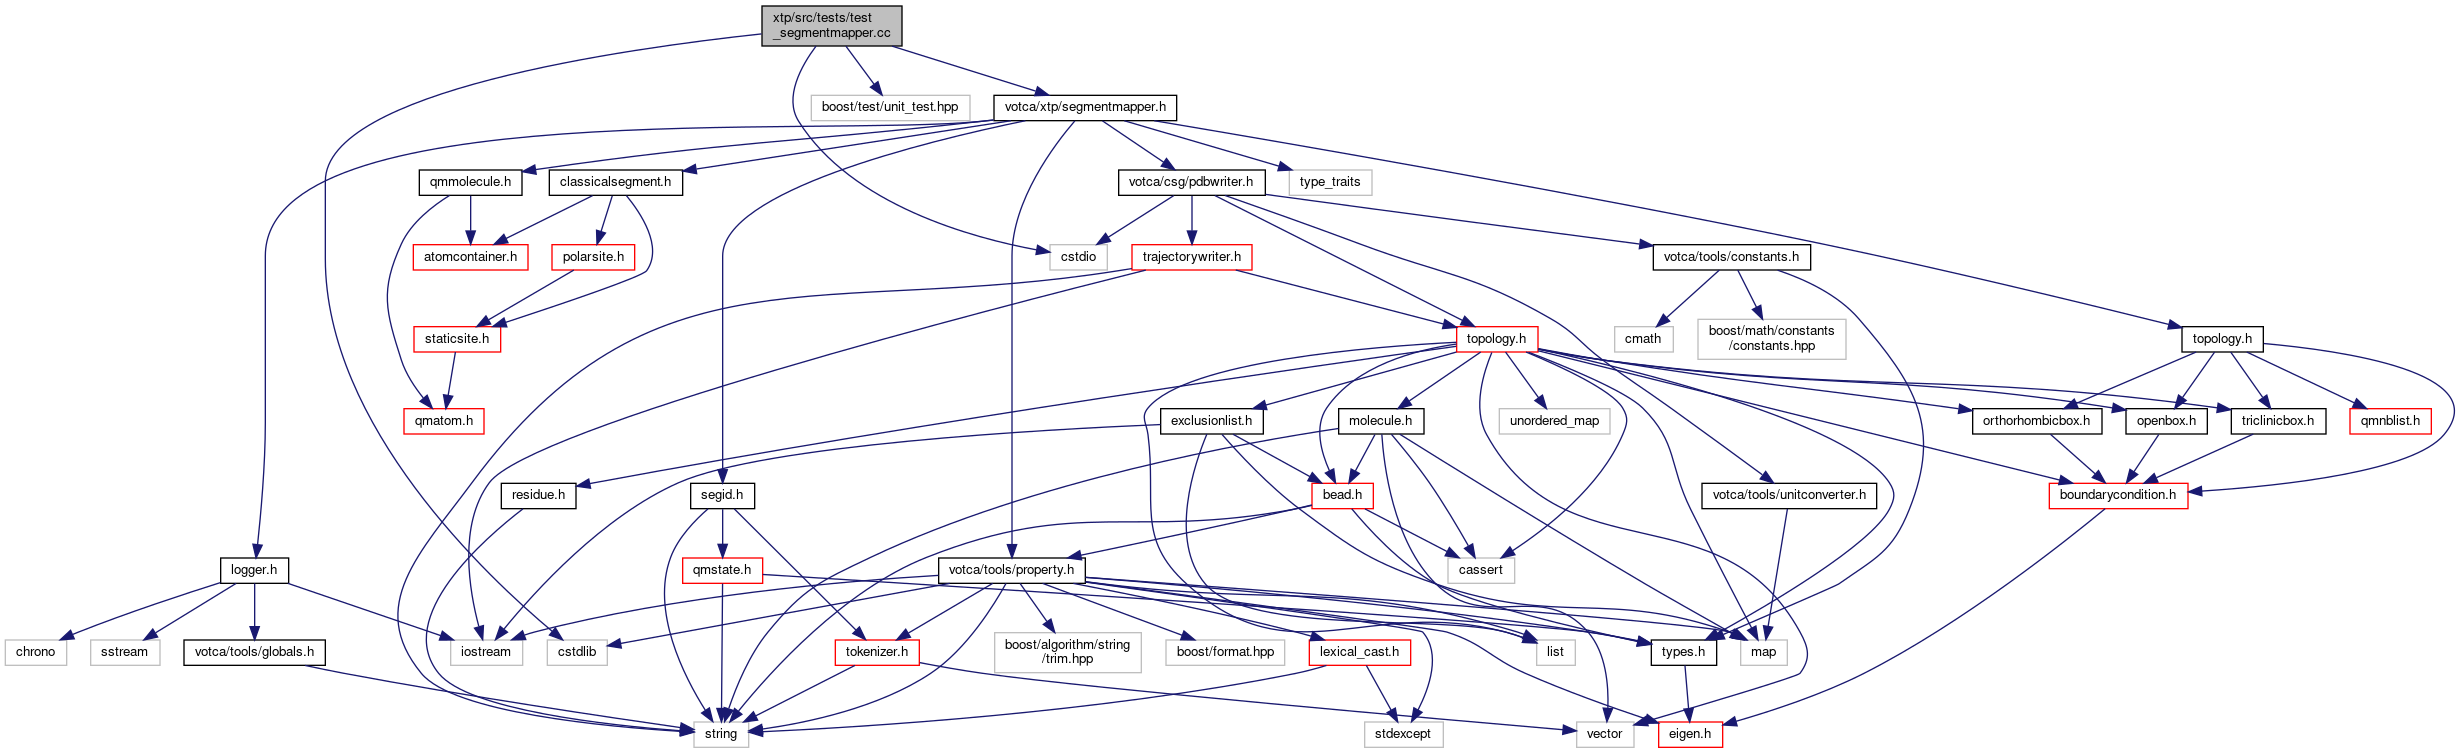 xtp/src/tests/test
_segmentmapper.cc
boost/test/unit_test.hpp
votca/xtp/segmentmapper.h
qmmolecule.h
classicalsegment.h
votca/csg/pdbwriter.h
type_traits
atomcontainer.h
polarsite.h
cstdio
trajectorywriter.h
votca/tools/constants.h
staticsite.h
topology.h
cmath
boost/math/constants
/constants.hpp
topology.h
qmatom.h
exclusionlist.h
molecule.h
unordered_map
orthorhombicbox.h
openbox.h
triclinicbox.h
qmnblist.h
residue.h
segid.h
bead.h
votca/tools/unitconverter.h
boundarycondition.h
logger.h
qmstate.h
votca/tools/property.h
cassert
chrono
sstream
votca/tools/globals.h
iostream
cstdlib
tokenizer.h
boost/algorithm/string
/trim.hpp
boost/format.hpp
lexical_cast.h
list
types.h
map
string
stdexcept
vector
eigen.h